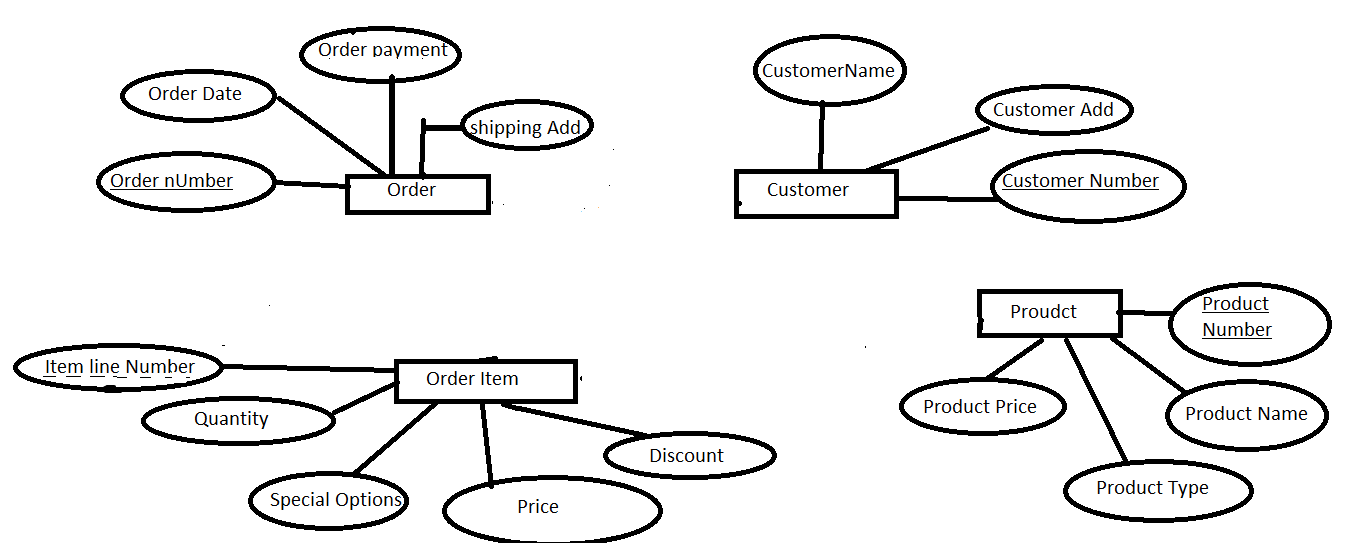 Order payment
Order Date
shipping Add
Order nUmber
Order
CustomerName
Customer Add
Customer Number
Customer
Proudct
Product
Number
Product Price
Product Name
Product Type
Item line Number
Order Item
Quantity
Special Options
Price
Discount